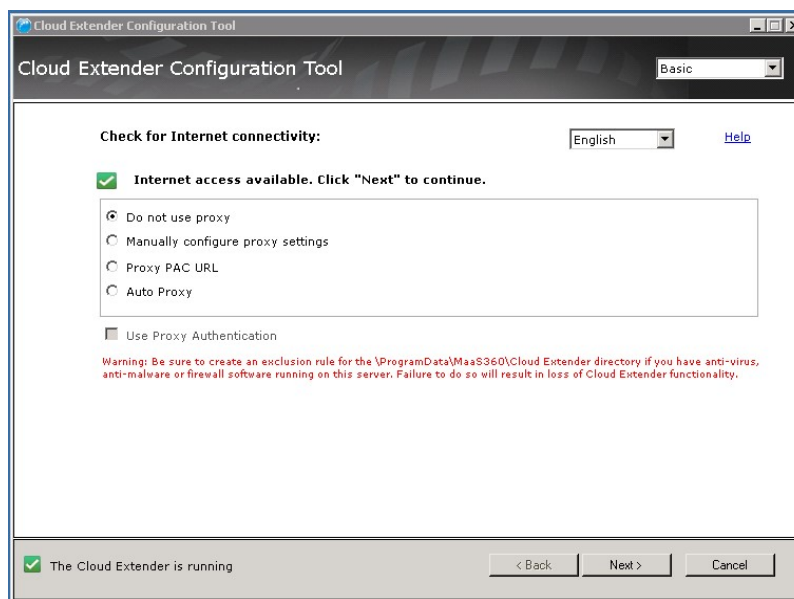 Cloud Extender Configuration Tool
Cloud Extender Configuration Tool
Basic
Check for Internet connectivity:
English
Help
Internet access available. Click "Next" to continue.
Do not use proxy
Manually configure proxy settings
Proxy PAC URL
Auto Proxy
Use Proxy Authentication
Warning: Be sure to create an exclusion rule for the \ProgramData\MaaS360\Cloud Extender directory if you have anti-virus,
anti-malware or firewall software running on this server. Failure to do so will result in loss of Cloud Extender functionality.
The Cloud Extender is running
< Back
Next >
Cancel